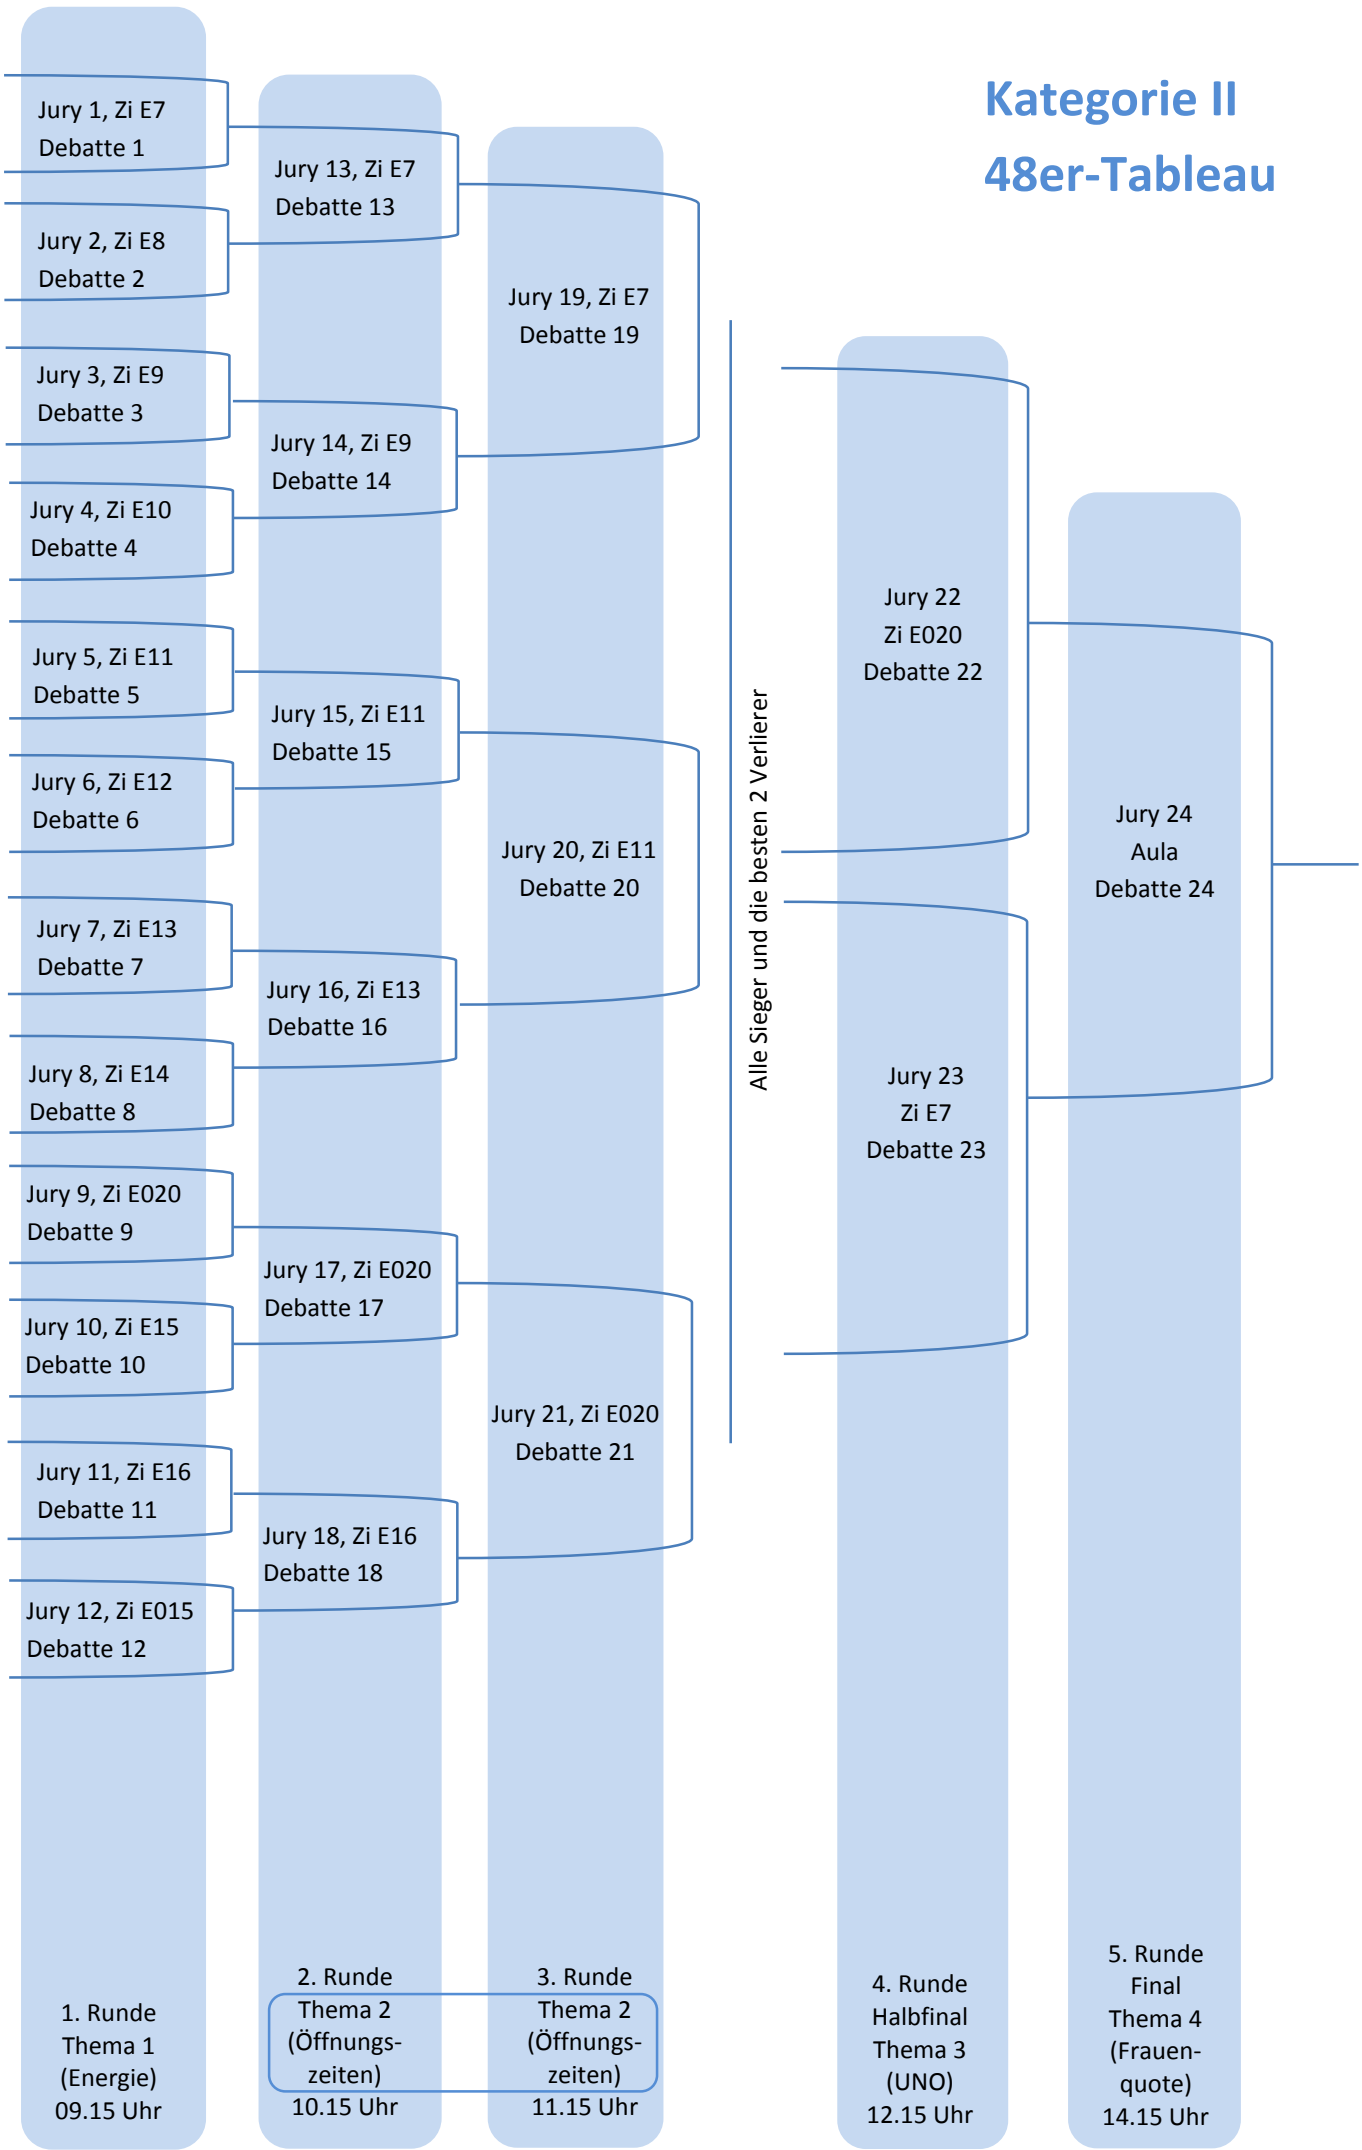 Kategorie II
48er-Tableau
Jury 1, Zi E7
Debatte 1
Jury 2, Zi E8
Debatte 2
Jury 3, Zi E9
Debatte 3
Jury 4, Zi E10
Debatte 4
Jury 5, Zi E11
Debatte 5
Jury 6, Zi E12
Debatte 6
Jury 7, Zi E13
Debatte 7
Jury 8, Zi E14
Debatte 8
Jury 9, Zi E020
Debatte 9
Jury 10, Zi E15
Debatte 10
Jury 11, Zi E16
Debatte 11
Jury 12, Zi E015
Debatte 12
1. Runde
Thema 1
(Energie)
09.15 Uhr
Jury 13, Zi E7
Debatte 13
Jury 14, Zi E9
Debatte 14
Jury 15, Zi E11
Debatte 15
Jury 16, Zi E13
Debatte 16
Jury 17, Zi E020
Debatte 17
Jury 18, Zi E16
Debatte 18
2. Runde
Thema 2
(Öffnungs-
zeiten)
10.15 Uhr
Jury 19, Zi E7
Debatte 19
Jury 20, Zi E11
Debatte 20
Jury 21, Zi E020
Debatte 21
3. Runde
Thema 2
(Öffnungs-
zeiten)
11.15 Uhr
Alle Sieger und die besten 2 Verlierer
Jury 22
Zi E020
Debatte 22
Jury 23
Zi E7
Debatte 23
4. Runde
Halbfinal
Thema 3
(UNO)
12.15 Uhr
Jury 24
Aula
Debatte 24
5. Runde
Final
Thema 4
(Frauen-
quote)
14.15 Uhr